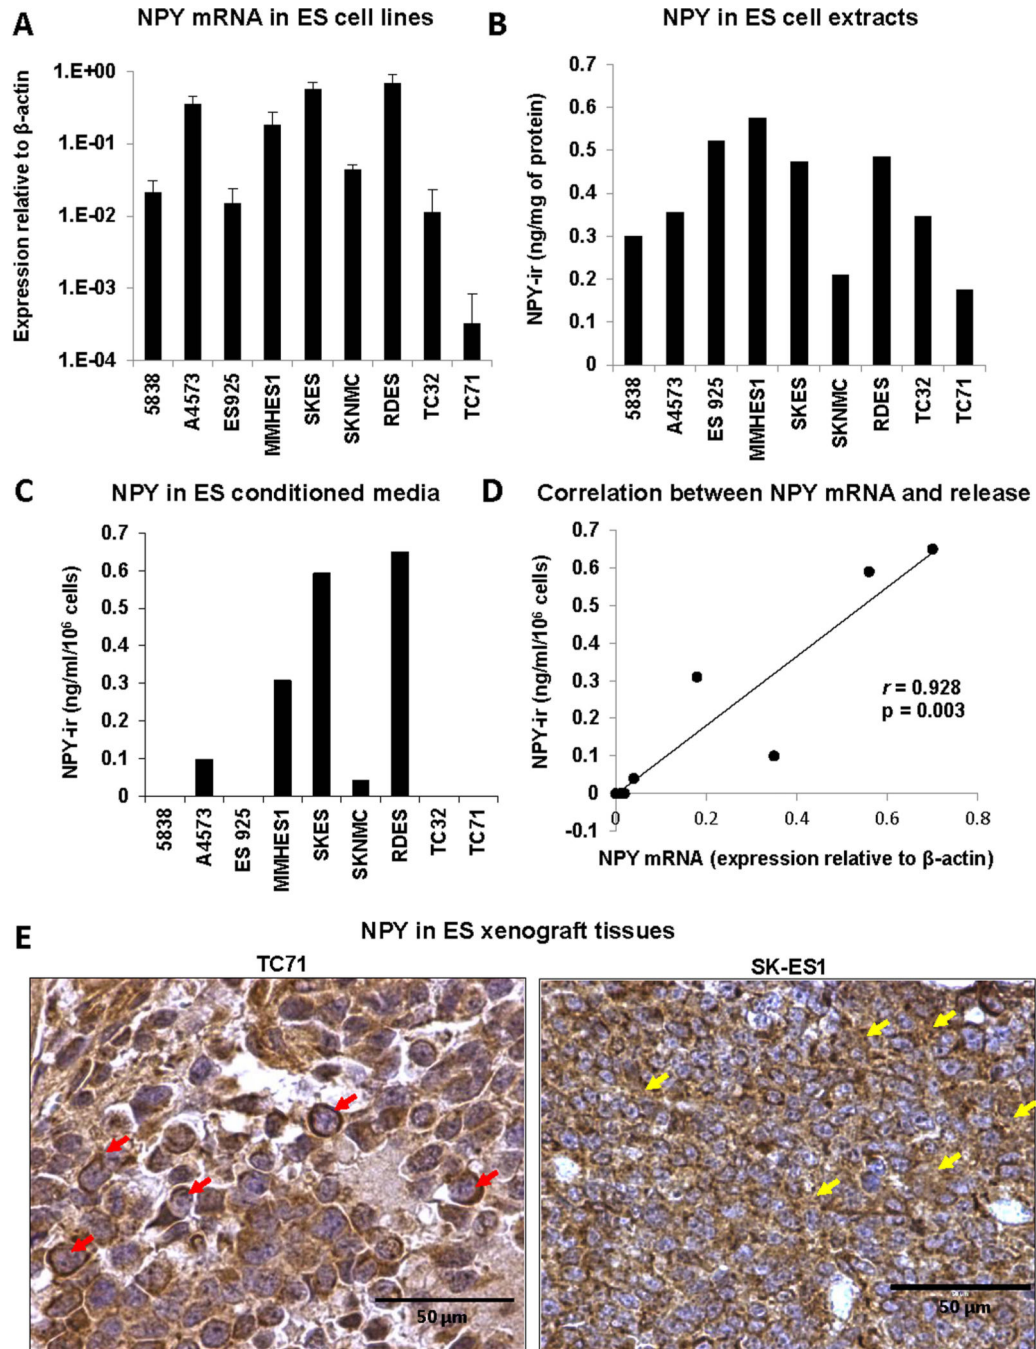 A
NPY mRNA in ES cell lines
Expression relative to β-actin
1.E+00
1.E-01
1.E-02
1.E-03
1.E-04
5838
A4573
ES925
MMHES1
SKES
SKNMC
RDES
TC32
TC71
B
NPY in ES cell extracts
NPY-ir (ng/mg of protein)
0.7
0.6
0.5
0.4
0.3
0.2
0.1
0
5838
A4573
ES 925
MMHES1
SKES
SKNMC
RDES
TC32
TC71
C
NPY in ES conditioned media
NPY-ir (ng/ml/10⁶ cells)
0.7
0.6
0.5
0.4
0.3
0.2
0.1
0
5838
A4573
ES 925
MMHES1
SKES
SKNMC
RDES
TC32
TC71
D
Correlation between NPY mRNA and release
NPY-ir (ng/ml/10⁶ cells)
0.7
0.6
0.5
0.4
0.3
0.2
0.1
0
-0.1
r = 0.928
p = 0.003
0
0.2
0.4
0.6
0.8
NPY mRNA (expression relative to β-actin)
E
NPY in ES xenograft tissues
TC71
SK-ES1
50 µm
50 µm